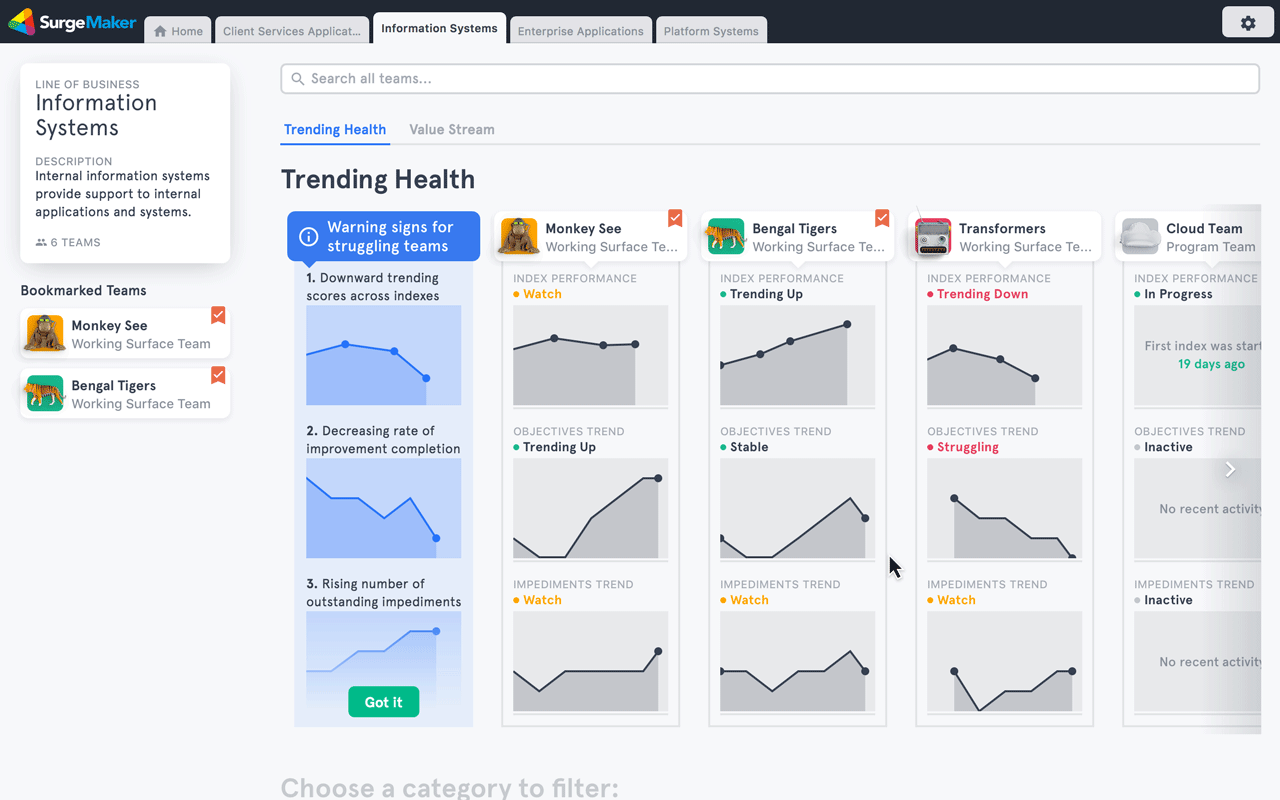 SurgeMaker
Home
Client Services Applicat...
Information Systems
Enterprise Applications
Platform Systems
LINE OF BUSINESS
Information
Systems
DESCRIPTION
Internal information systems
provide support to internal
applications and systems.
6 TEAMS
Bookmarked Teams
Monkey See
Working Surface Team
Bengal Tigers
Working Surface Team
Search all teams...
Trending Health
Value Stream
Trending Health
Warning signs for
struggling teams
1. Downward trending
scores across indexes
2. Decreasing rate of
improvement completion
3. Rising number of
outstanding impediments
Got it
Monkey See
Working Surface Te...
INDEX PERFORMANCE
Watch
OBJECTIVES TREND
Trending Up
IMPEDIMENTS TREND
Watch
Bengal Tigers
Working Surface Te...
INDEX PERFORMANCE
Trending Up
OBJECTIVES TREND
Stable
IMPEDIMENTS TREND
Watch
Transformers
Working Surface Te...
INDEX PERFORMANCE
Trending Down
OBJECTIVES TREND
Struggling
IMPEDIMENTS TREND
Watch
Cloud Team
Program Team
INDEX PERFORMANCE
In Progress
First index was start
19 days ago
OBJECTIVES TREND
Inactive
No recent activity
IMPEDIMENTS TREND
Inactive
No recent activity
Choose a category to filter: